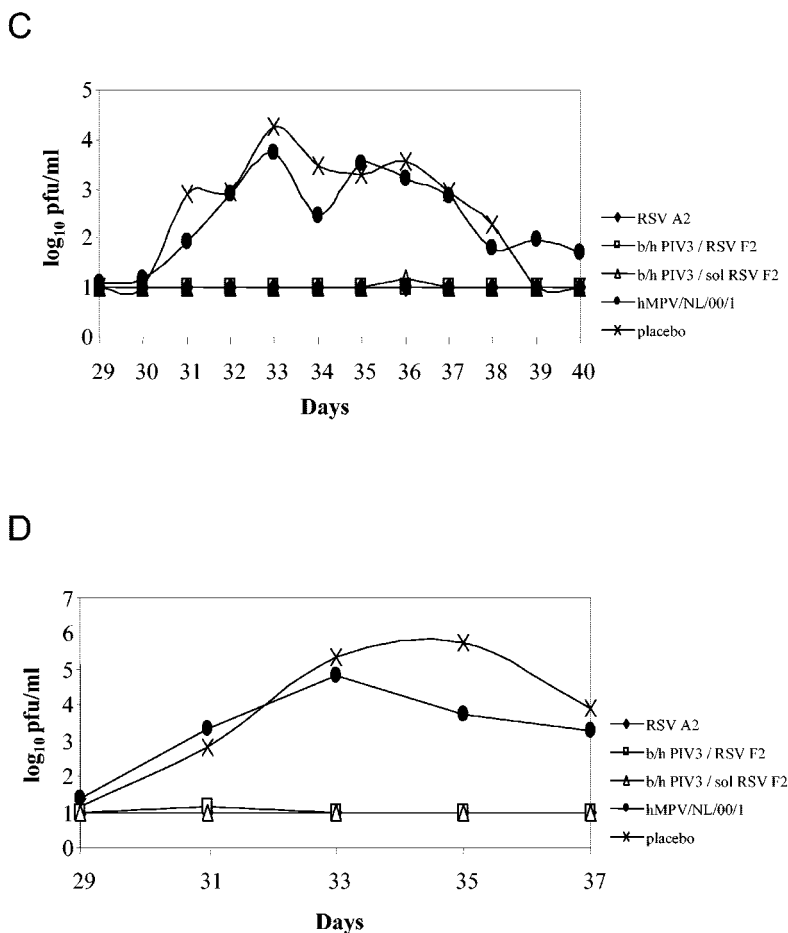 C
5
4
3
2
1
0
log10 pfu/ml
29 30 31 32 33 34 35 36 37 38 39 40
Days
RSV A2
b/h PIV3 / RSV F2
b/h PIV3 / sol RSV F2
hMPV/NL/00/1
placebo
D
7
6
5
4
3
2
1
0
log10 pfu/ml
29 31 33 35 37
Days
RSV A2
b/h PIV3 / RSV F2
b/h PIV3 / sol RSV F2
hMPV/NL/00/1
placebo